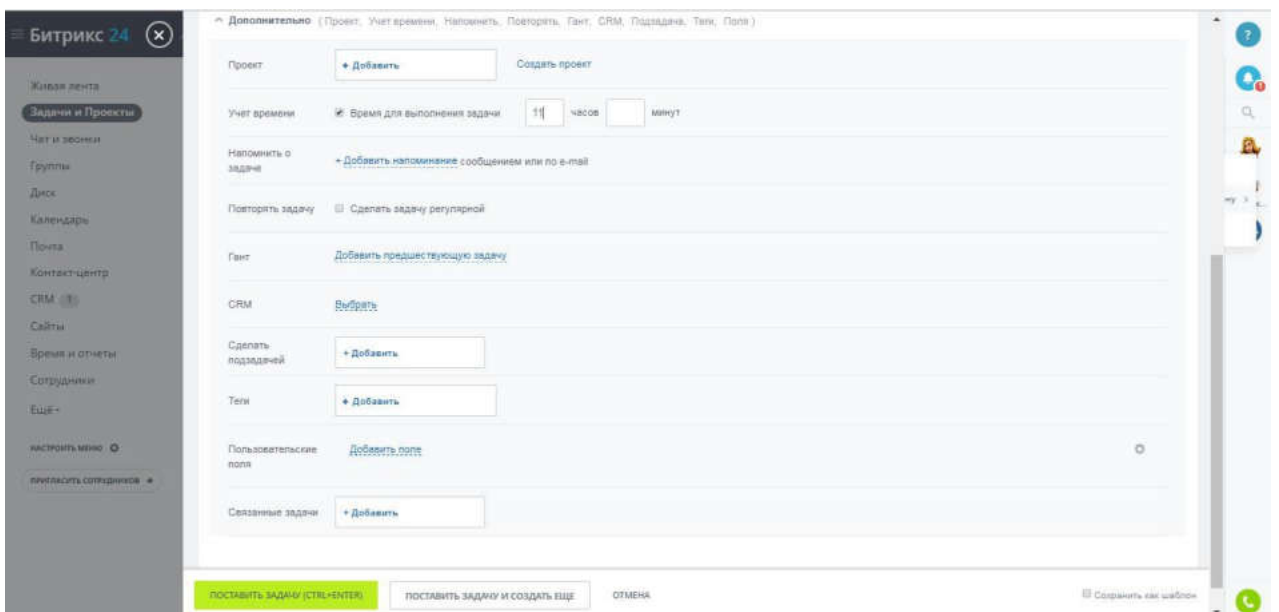 Дополнительно ( Проект, Учет времени, Напомнить, Повторять, Гант, CRM, Подзадача, Теги, Поля )
Битрикс 24
Живая лента
Задачи и Проекты
Чат и звонки
Группы
Диск
Календарь
Почта
Контакт-центр
CRM 1
Сайты
Время и отчеты
Сотрудники
Ещё
НАСТРОИТЬ МЕНЮ
ПРИГЛАСИТЬ СОТРУДНИКОВ +
Проект + Добавить Создать проект
Учет времени Время для выполнения задачи 11 часов минут
Напомнить о задаче
+ Добавить напоминание сообщением или по e-mail
Повторять задачу Сделать задачу регулярной
Гант Добавить предшествующую задачу
CRM Выбрать
Сделать
подзадачей
+ Добавить
Теги + Добавить
Пользовательские
поля
Добавить поле
Связанные задачи + Добавить
ПОСТАВИТЬ ЗАДАЧУ (CTRL+ENTER) ПОСТАВИТЬ ЗАДАЧУ И СОЗДАТЬ ЕЩЕ ОТМЕНА Сохранить как шаблон
?